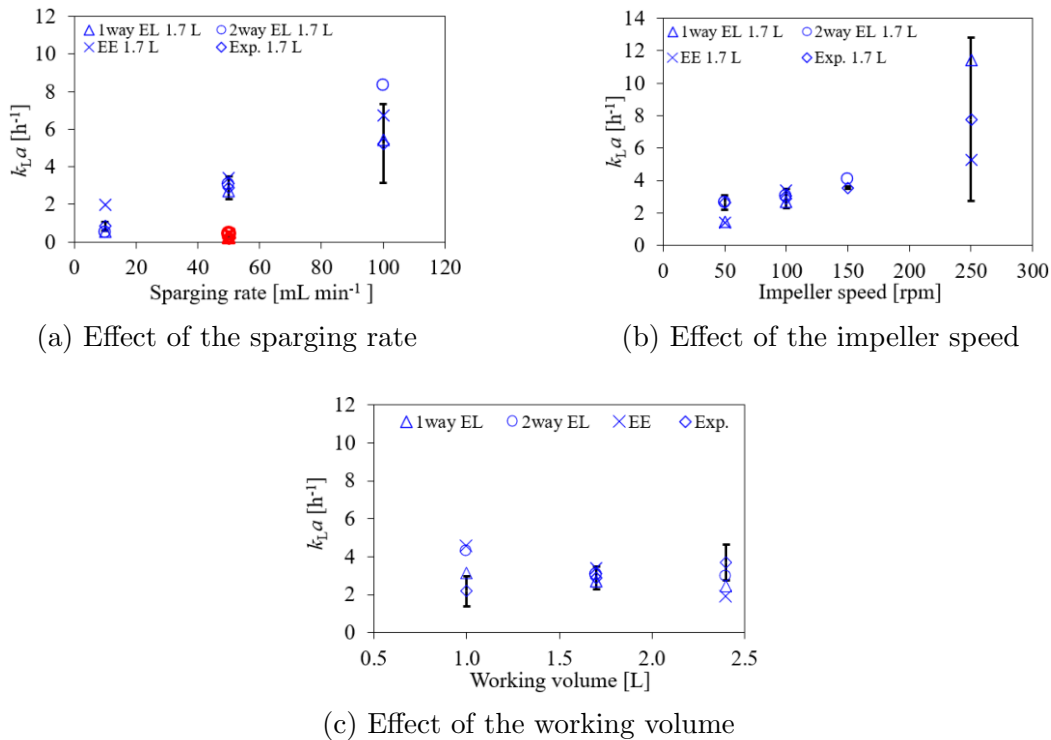 12
10
8
6
4
2
0
kLa [h-1]
1way EL 1.7 L 2way EL 1.7 L
EE 1.7 L Exp. 1.7 L
0 20 40 60 80 100 120
Sparging rate [mL min-1 ]
(a) Effect of the sparging rate
14
12
10
8
6
4
2
0
kLa [h-1]
1way EL 1.7 L 2way EL 1.7 L
EE 1.7 L Exp. 1.7 L
0 50 100 150 200 250 300
Impeller speed [rpm]
(b) Effect of the impeller speed
12
10
8
6
4
2
0
kLa [h-1]
1way EL 2way EL EE Exp.
0.5 1.0 1.5 2.0 2.5
Working volume [L]
(c) Effect of the working volume